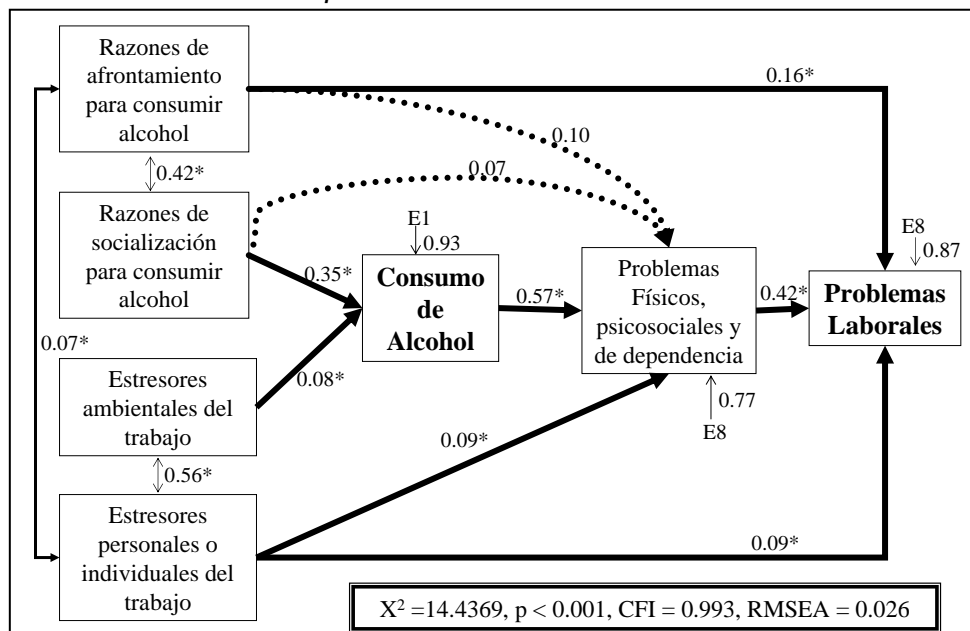 Razones de
afrontamiento
para consumir
alcohol
0.16*
0.10
0.42*
0.07
Razones de
socialización
para consumir
alcohol
E1
0.93
E8
0.87
0.35*
Consumo
de
Alcohol
0.57*
Problemas
Físicos,
psicosociales y
de dependencia
0.42*
Problemas
Laborales
0.07*
0.08*
Estresores
ambientales del
trabajo
0.77
E8
0.09*
0.56*
Estresores
personales o
individuales del
trabajo
0.09*
X² =14.4369, p < 0.001, CFI = 0.993, RMSEA = 0.026